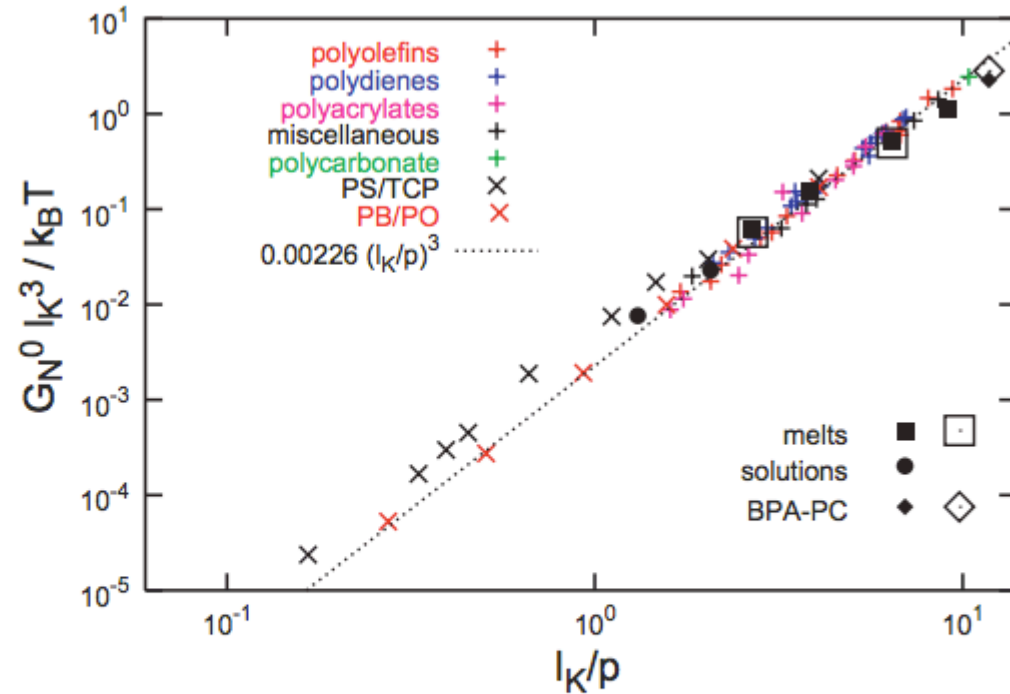 10^1
10^0
10^-1
10^-2
10^-3
10^-4
10^-5
G_N^0 l_K^3 / k_BT
polyolefins
polydienes
polyacrylates
miscellaneous
polycarbonate
PS/TCP
PB/PO
0.00226 (l_K/p)^3
melts
solutions
BPA-PC
10^-1 10^0 10^1
l_K/p